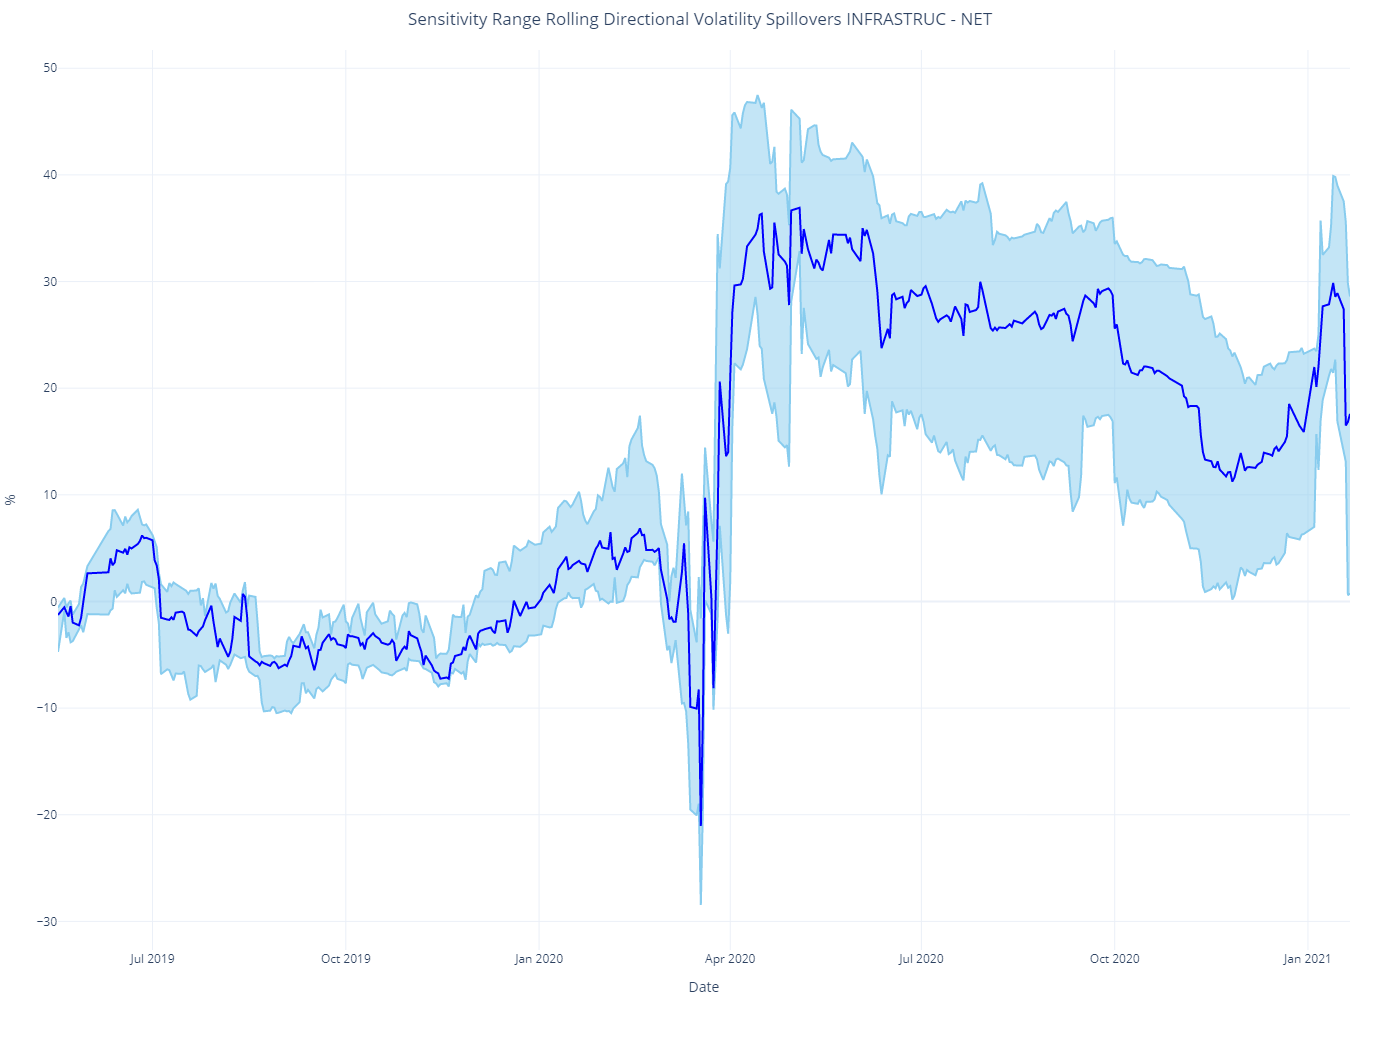 Sensitivity Range Rolling Directional Volatility Spillovers INFRASTRUC - NET
50
40
30
20
10
0
−10
−20
−30
%
Jul 2019
Oct 2019
Jan 2020
Apr 2020
Jul 2020
Oct 2020
Jan 2021
Date